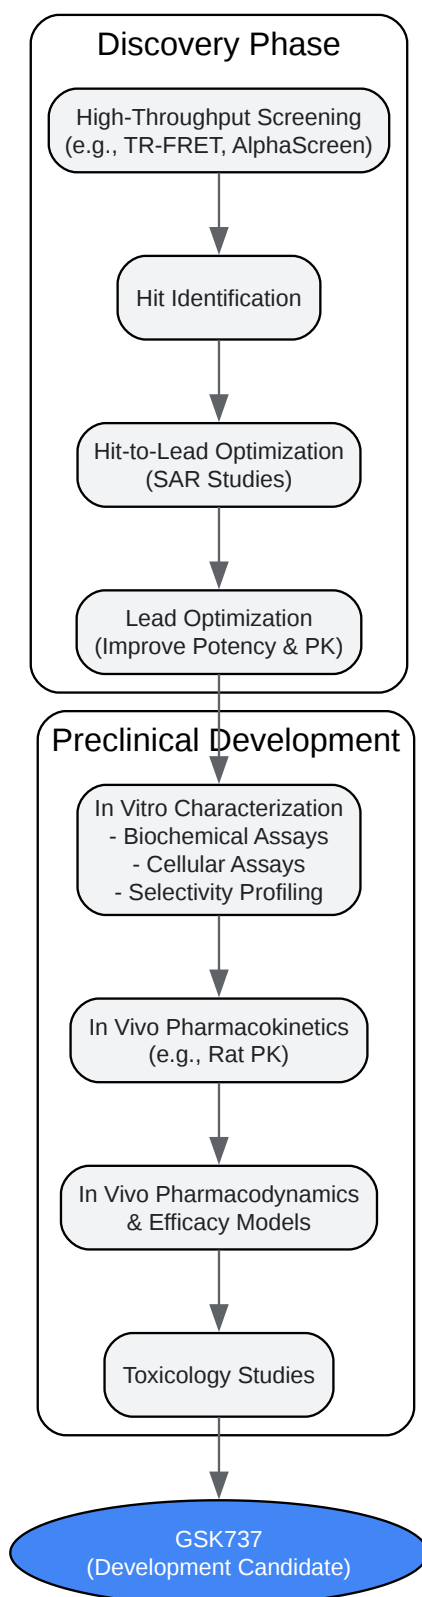 Discovery Phase
High-Throughput Screening
(e.g., TR-FRET, AlphaScreen)
Hit Identification
Hit-to-Lead Optimization
(SAR Studies)
Lead Optimization
(Improve Potency & PK)
Preclinical Development
In Vitro Characterization
- Biochemical Assays
- Cellular Assays
- Selectivity Profiling
In Vivo Pharmacokinetics
(e.g., Rat PK)
In Vivo Pharmacodynamics
& Efficacy Models
Toxicology Studies
GSK737
(Development Candidate)